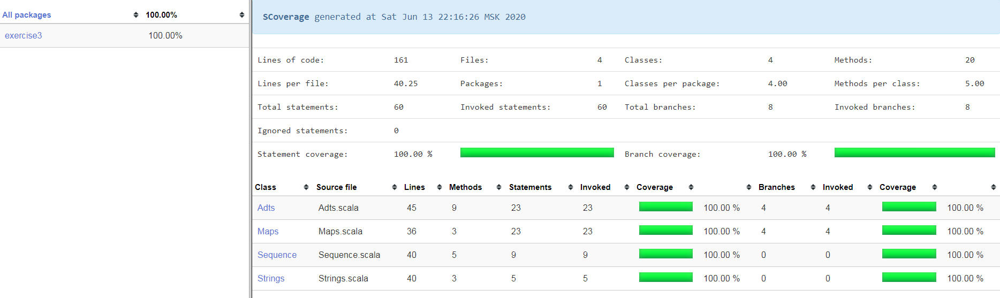 All packages 100.00%
exercise3 100.00%
SCoverage generated at Sat Jun 13 22:16:26 MSK 2020
Lines of code: 161 Files: 4 Classes: 4 Methods: 20
Lines per file: 40.25 Packages: 1 Classes per package: 4.00 Methods per class: 5.00
Total statements: 60 Invoked statements: 60 Total branches: 8 Invoked branches: 8
Ignored statements: 0
Statement coverage: 100.00 % Branch coverage: 100.00 %
Class Source file Lines Methods Statements Invoked Coverage Branches Invoked Coverage
Adts Adts.scala 45 9 23 23 100.00 % 4 4 100.00 %
Maps Maps.scala 36 3 23 23 100.00 % 4 4 100.00 %
Sequence Sequence.scala 40 5 9 9 100.00 % 0 0 100.00 %
Strings Strings.scala 40 3 5 5 100.00 % 0 0 100.00 %